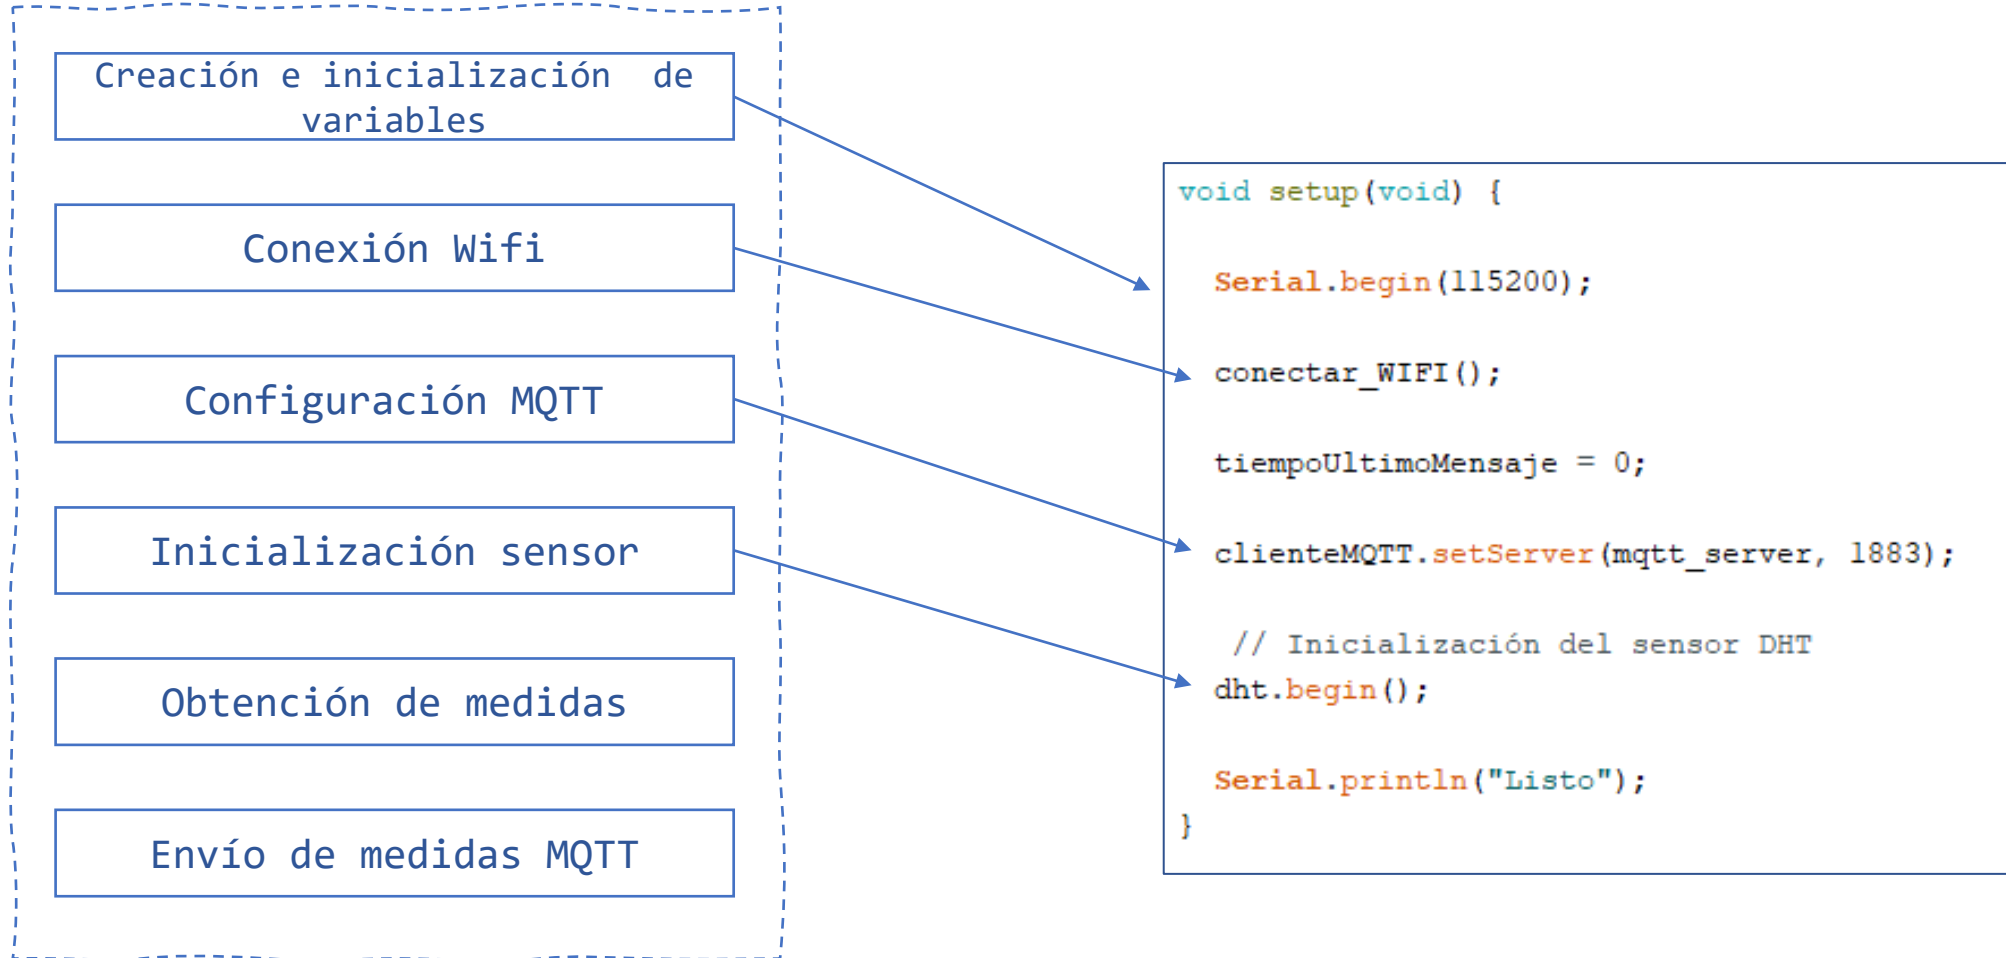 Creación e inicialización de
variables
Conexión Wifi
Configuración MQTT
Inicialización sensor
Obtención de medidas
Envío de medidas MQTT
void setup(void) {
Serial.begin(115200);
conectar_WIFI();
tiempoUltimoMensaje = 0;
clienteMQTT.setServer(mqtt_server, 1883);
// Inicialización del sensor DHT
dht.begin();
Serial.println("Listo");
}